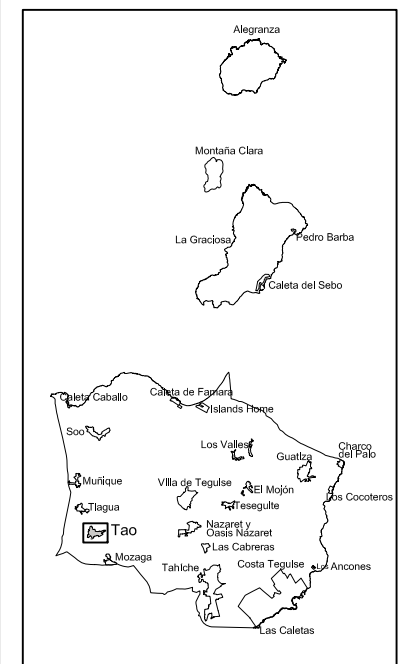 Alegranza
Montaña Clara
La Graciosa
Pedro Barba
Caleta del Sebo
Caleta Caballo
Caleta de Famara
Islands Home
Soo
Los Valles
Guatiza
Charco
del Palo
Muñique
Villa de Teguise
El Mojón
Los Cocoteros
Tiagua
Teseguite
Tao
Nazaret y
Oasis Nazaret
Las Cabreras
Mozaga
Tahiche
Costa Teguise
Los Ancones
Las Caletas